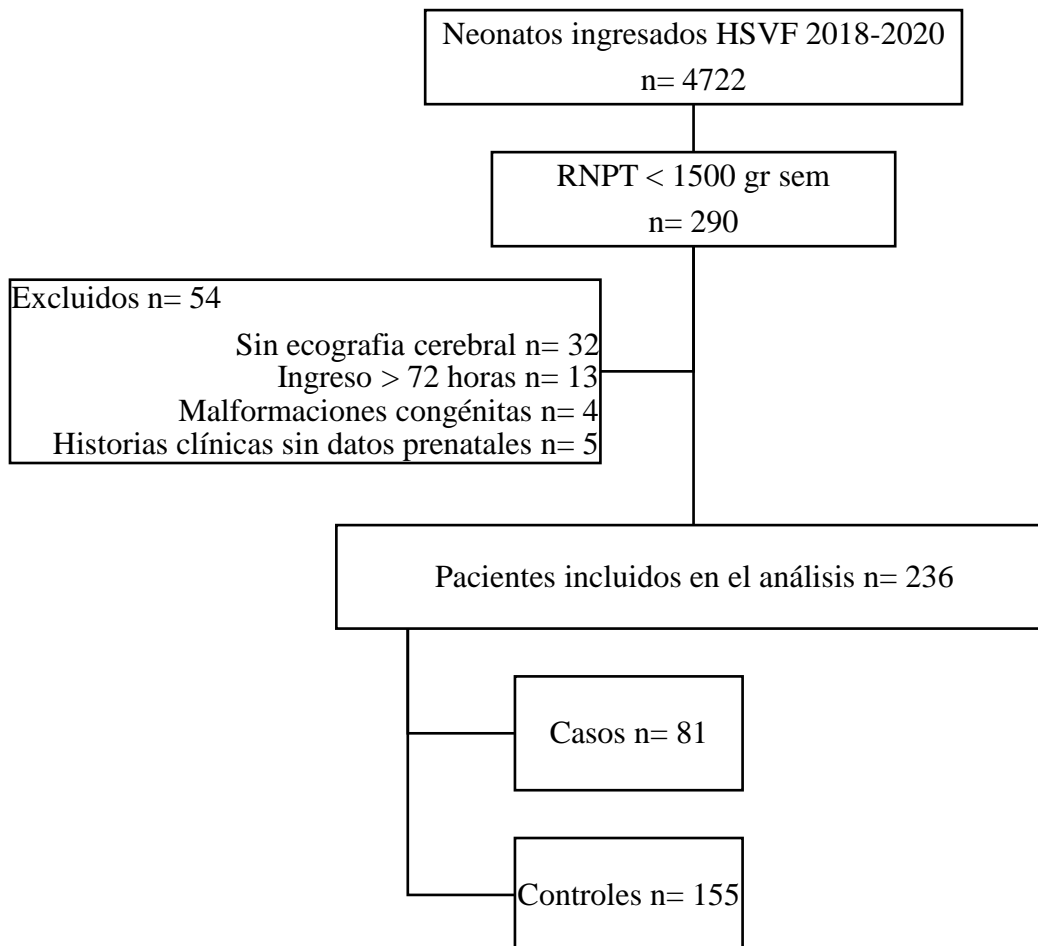 Neonatos ingresados HSVF 2018-2020
n= 4722
RNPT < 1500 gr sem
n= 290
Excluidos n= 54
Sin ecografia cerebral n= 32
Ingreso > 72 horas n= 13
Malformaciones congénitas n= 4
Historias clínicas sin datos prenatales n= 5
Pacientes incluidos en el análisis n= 236
Casos n= 81
Controles n= 155